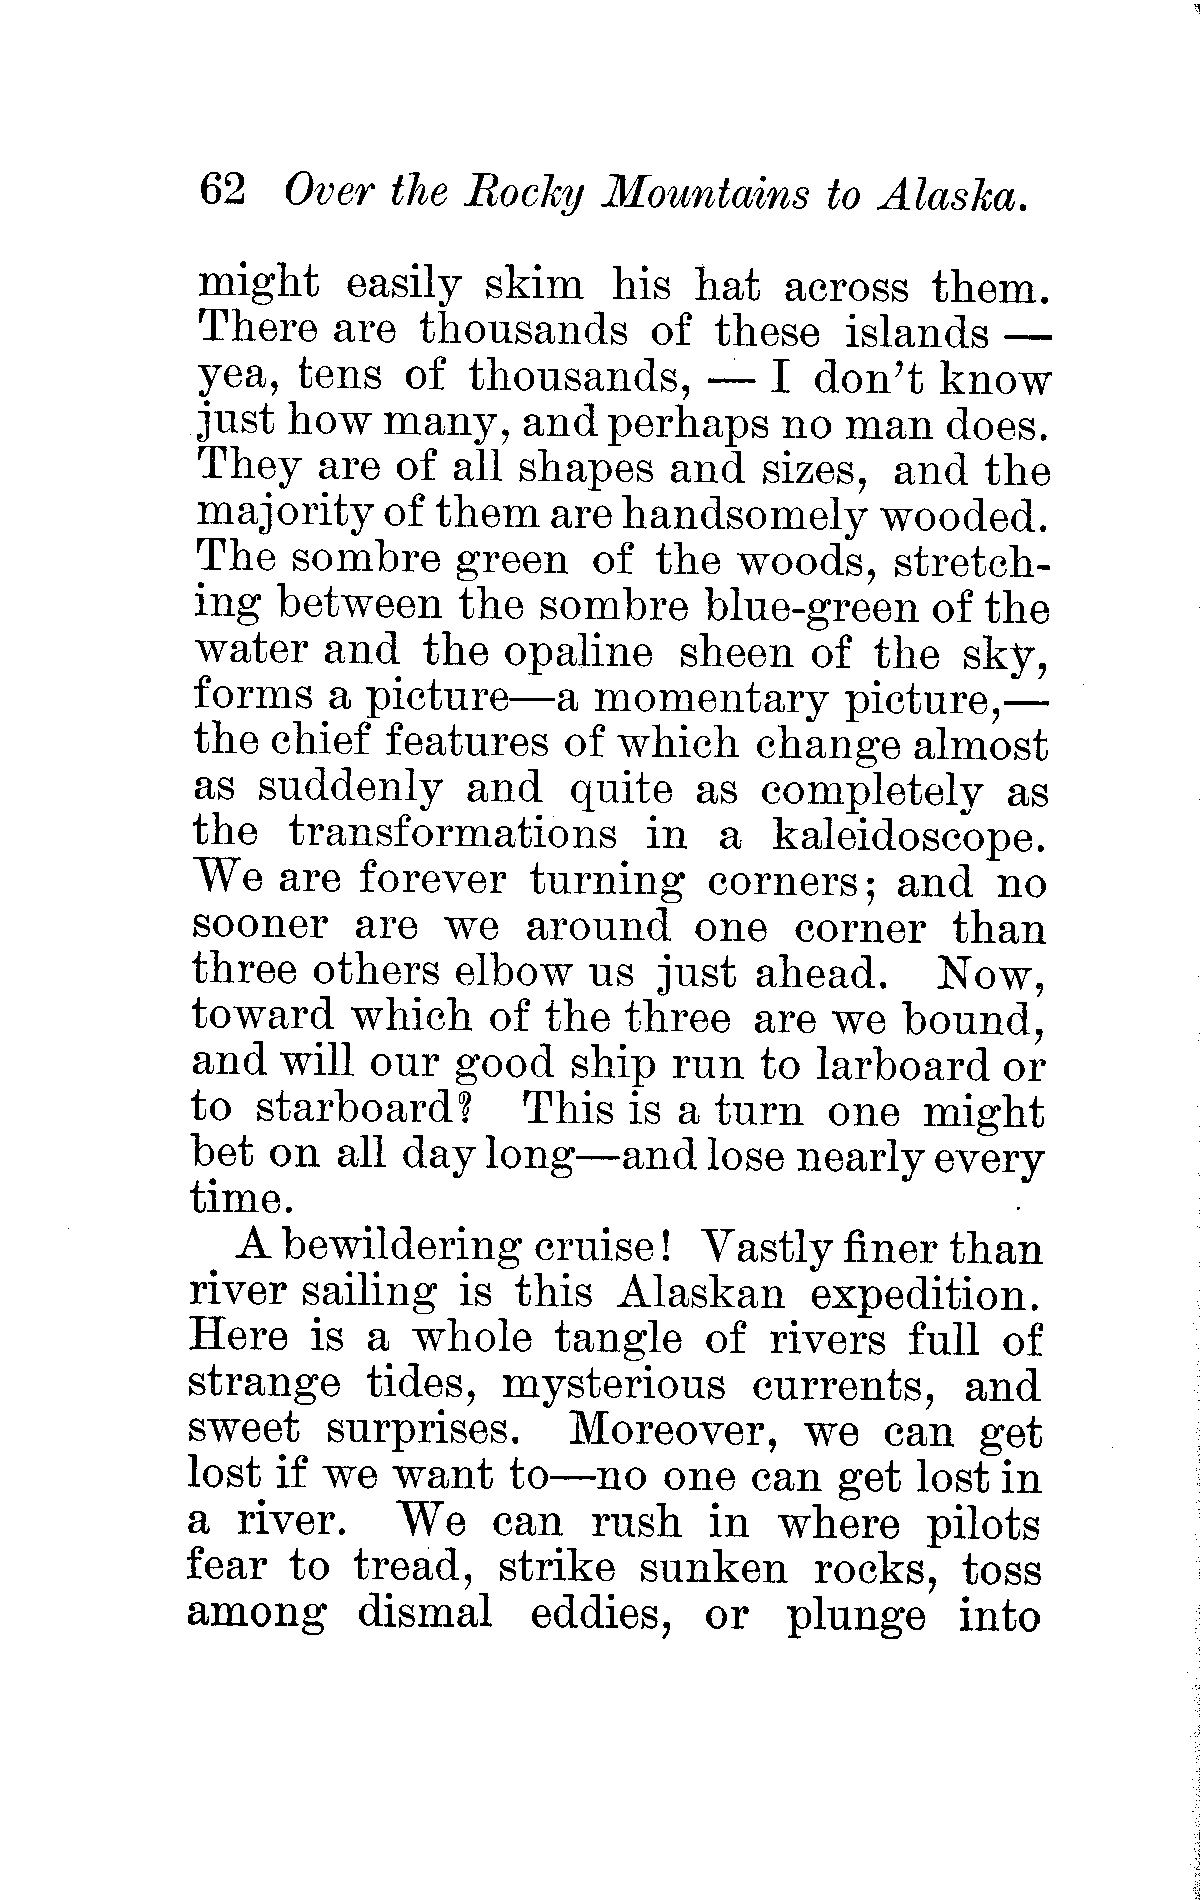 62 Over the Rocky Mountains to Alaska.
might easily skim his hat across them.
There are thousands of these islands —
yea, tens of thousands, — I don't know
just how many, and perhaps no man does.
They are of all shapes and sizes, and the
majority of them are handsomely wooded.
The sombre green of the woods, stretch-
ing between the sombre blue-green of the
water and the opaline sheen of the sky,
forms a picture—a momentary picture,—
the chief features of which change almost
as suddenly and quite as completely as
the transformations in a kaleidoscope.
We are forever turning corners; and no
sooner are we around one corner than
three others elbow us just ahead. Now,
toward which of the three are we bound,
and will our good ship run to larboard or
to starboard? This is a turn one might
bet on all day long—and lose nearly every
time.
A bewildering cruise! Vastly finer than
river sailing is this Alaskan expedition.
Here is a whole tangle of rivers full of
strange tides, mysterious currents, and
sweet surprises. Moreover, we can get
lost if we want to—no one can get lost in
a river. We can rush in where pilots
fear to tread, strike sunken rocks, toss
among dismal eddies, or plunge into